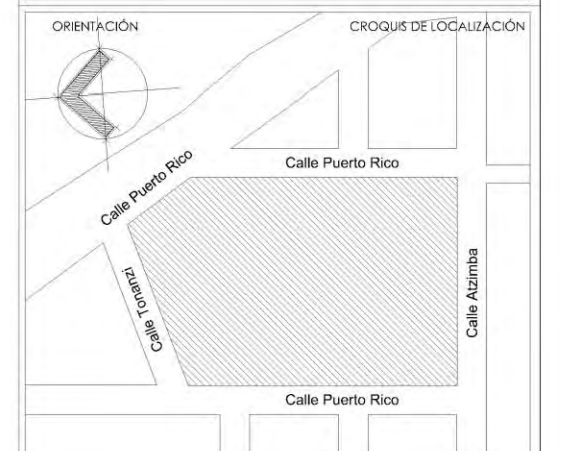 ORIENTACIÓN
CROQUIS DE LOCALIZACIÓN
Calle Puerto Rico
Calle Puerto Rico
Calle Tonanzi
Calle Atzimba
Calle Puerto Rico